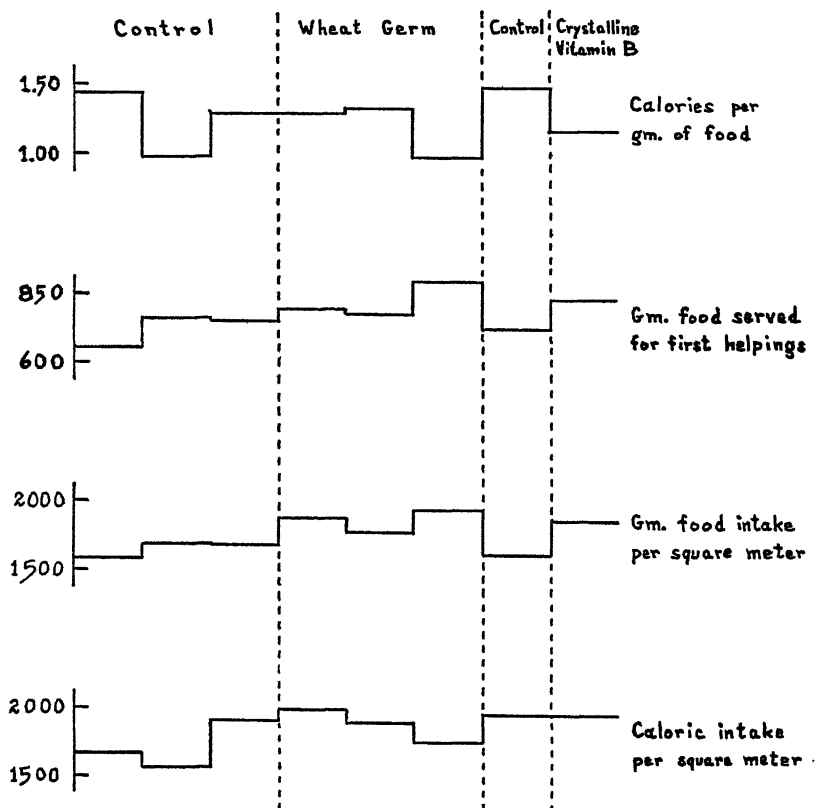 Control
Wheat Germ
Control
Crystalline
Vitamin B
1.50
1.00
Calories per
gm. of food
850
600
Gm. food served
for first helpings
2000
1500
Gm. food intake
per square meter
2000
1500
Caloric intake
per square meter